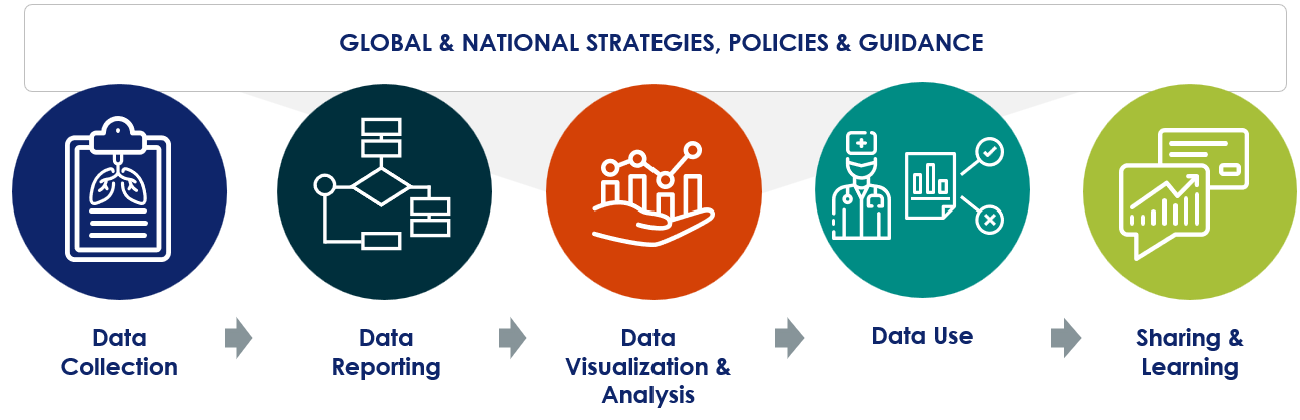 GLOBAL & NATIONAL STRATEGIES, POLICIES & GUIDANCE
Data
Collection
Data
Reporting
Data
Visualization &
Analysis
Data Use
Sharing &
Learning